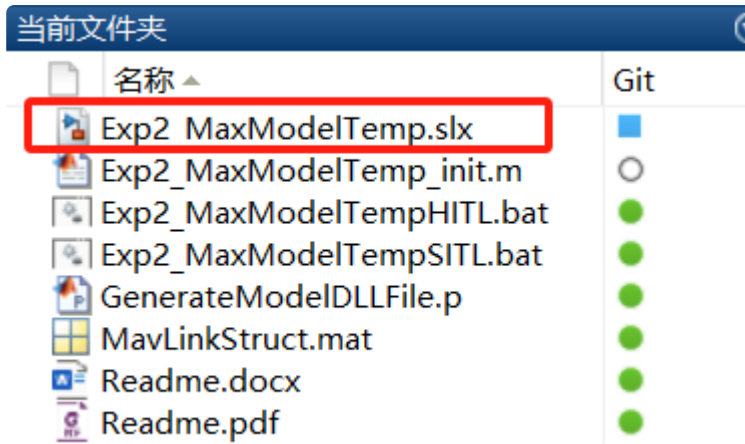 当前文件夹
名称 Git
Exp2_MaxModelTemp.slx
Exp2_MaxModelTemp_init.m
Exp2_MaxModelTempHITL.bat
Exp2_MaxModelTempSITL.bat
GenerateModelDLLFile.p
MavLinkStruct.mat
Readme.docx
Readme.pdf